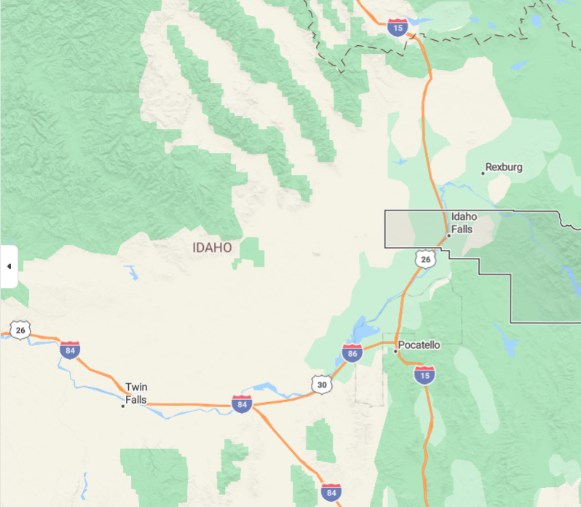 15
Rexburg
Idaho
Falls
IDAHO
26
26
84
86
Pocatello
15
30
Twin
Falls
84
84